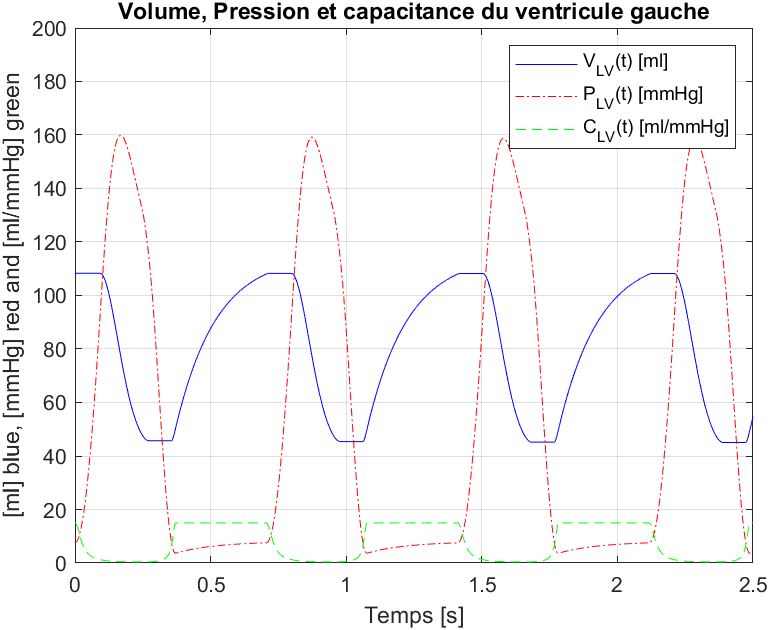 Volume, Pression et capacitance du ventricule gauche
[ml] blue, [mmHg] red and [ml/mmHg] green
200
180
160
140
120
100
80
60
40
20
0
V_LV(t) [ml]
P_LV(t) [mmHg]
C_LV(t) [ml/mmHg]
0
0.5
1
1.5
2
2.5
Temps [s]